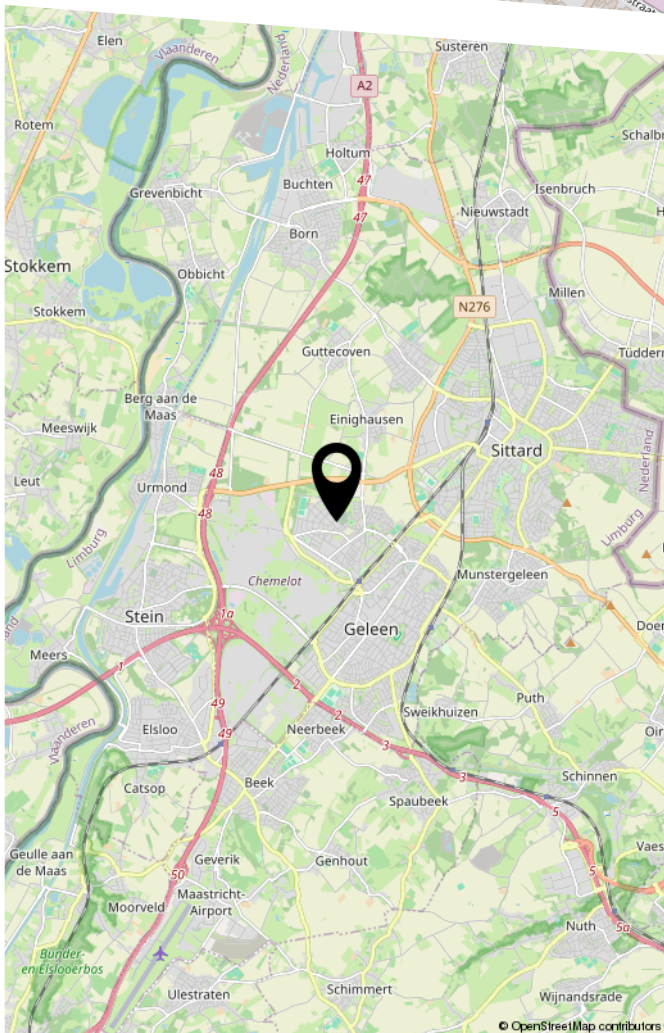 Elen
Vlaanderen
Nederland
Susteren
A2
Rotem
Holtum
47
Grevenbicht
Buchten
47
Isenbruch
Nieuwstadt
Born
Stokkem
Obbicht
Millen
Stokkem
N276
Guttecoven
Berg aan de
Maas
Einighausen
Meeswijk
Sittard
Nederland
Leut
Urmond
48
48
Limburg
Limburg
Chemelot
Munstergeleen
Stein
1a
Geleen
Meers
1
2
Puth
49
2
Sweikhuizen
Vlaanderen
Elsloo
49
Neerbeek
3
3
Schinnen
Catsop
Beek
Spaubeek
5
Geulle aan
de Maas
Geverik
Genhout
50
5
Moorveld
Maastricht-
Airport
5a
Nuth
Bunder-
en Elslooerbos
Ulestraten
Schimmert
Wijnandsrade
© OpenStreetMap contributors